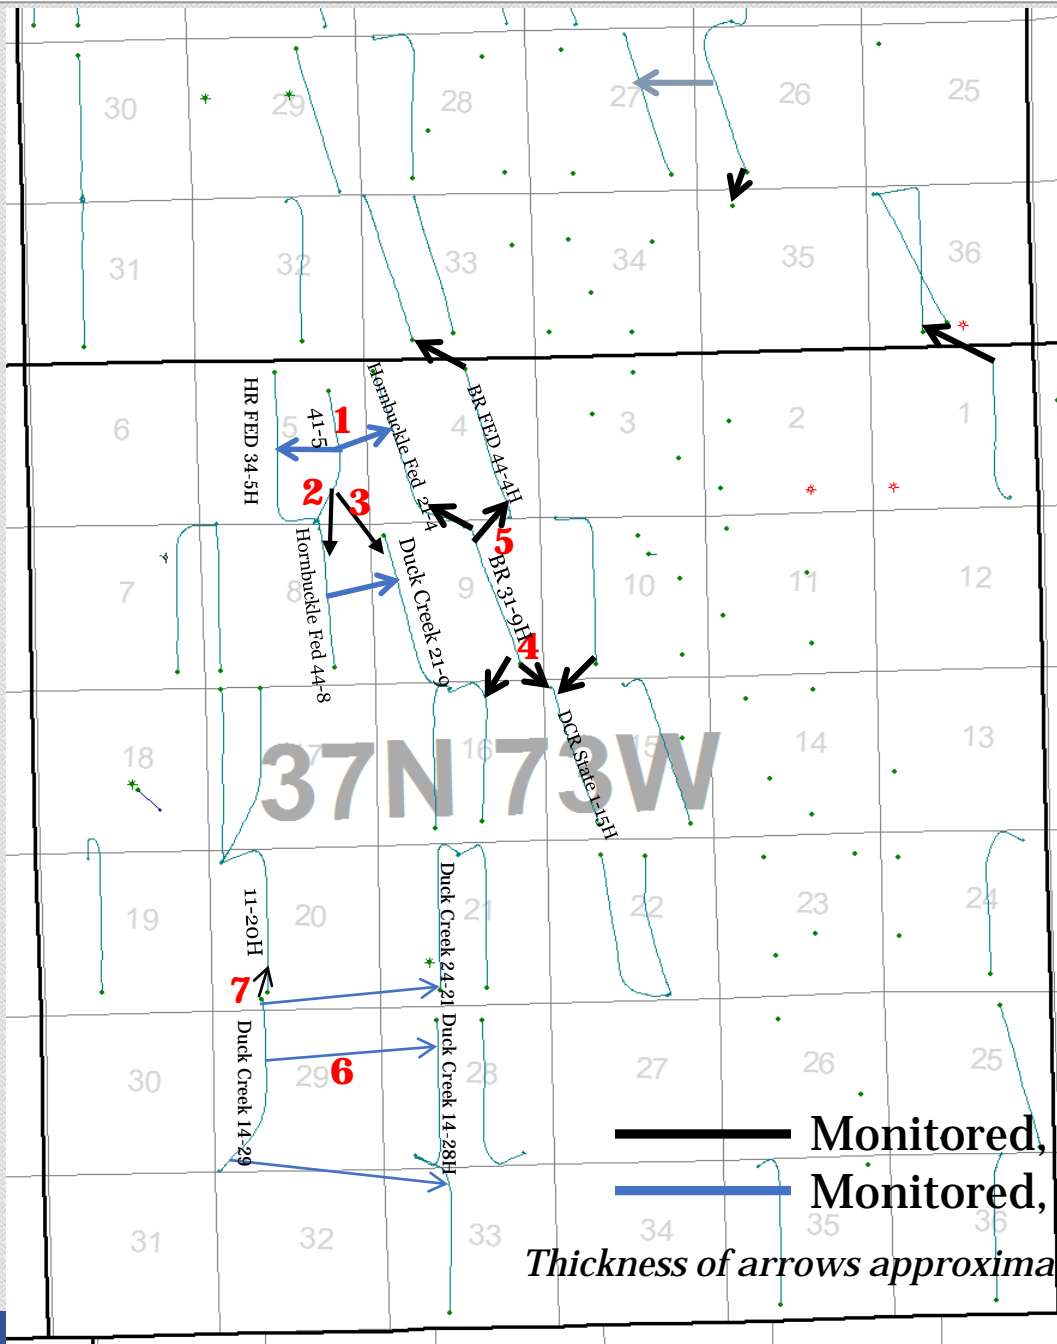 30 29 28 27 26 25
31 32 33 34 35 36
6 5 4 3 2 1
HR FED 34-5H
41-5
1
Hornbuckle Fed 21-4
BR FED 44-4H
2
3
5
7 8 9 10 11 12
Hornbuckle Fed 44-8
Duck Creek 21-9
BR 31-9H
4
18 17 16 15 14 13
37N 73W
DCR State 1-15H
19 20 21 22 23 24
11-20H
Duck Creek 24-21
7
30 29 28 27 26 25
Duck Creek 14-29
6
Duck Creek 14-28H
31 32 33 34 35 36
Monitored,
Monitored,
Thickness of arrows approxima